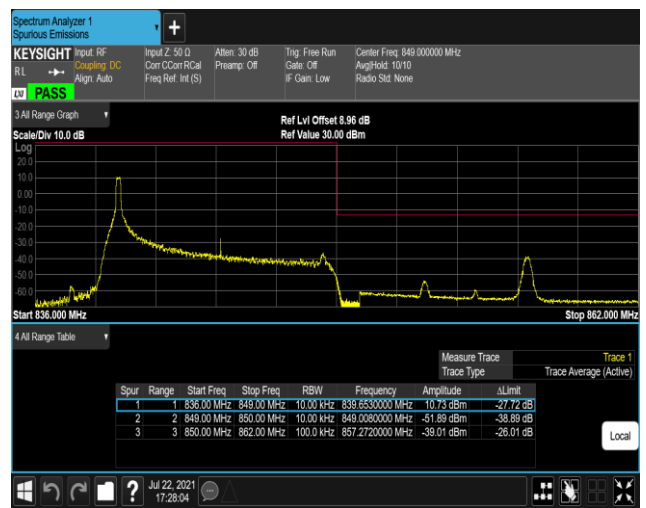 Spectrum Analyzer 1
Spurious Emissions
+
KEYSIGHT Input: RF Input Z: 50 Ω Atten: 30 dB Trig: Free Run Center Freq: 849.000000 MHz
RL Coupling: DC Corr CCorr RCal Preamp: Off Gate: Off Avg|Hold: 10/10
Align: Auto Freq Ref: Int (S) IF Gain: Low Radio Std: None
LXI PASS
3 All Range Graph
Ref Lvl Offset 8.96 dB
Scale/Div 10.0 dB Ref Value 30.00 dBm
Log
20.0
10.0
0.00
-10.0
-20.0
-30.0
-40.0
-50.0
-60.0
Start 836.000 MHz Stop 862.000 MHz
4 All Range Table
Measure Trace Trace 1
Trace Type Trace Average (Active)
Spur Range Start Freq Stop Freq RBW Frequency Amplitude ΔLimit
1 1 836.00 MHz 849.00 MHz 10.00 kHz 839.6530000 MHz 10.73 dBm -27.72 dB
2 2 849.00 MHz 850.00 MHz 10.00 kHz 849.0080000 MHz -51.89 dBm -38.89 dB
3 3 850.00 MHz 862.00 MHz 100.0 kHz 857.2720000 MHz -39.01 dBm -26.01 dB
Local
? Jul 22, 2021
17:28:04